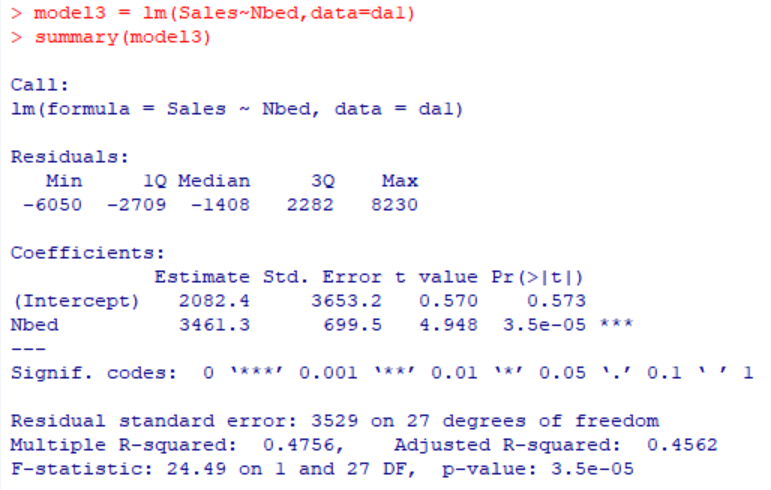 > model3 = lm(Sales~Nbed,data=da1)
> summary(model3)
Call:
lm(formula = Sales ~ Nbed, data = da1)
Residuals:
   Min     1Q Median     3Q    Max
 -6050  -2709  -1408   2282   8230
Coefficients:
            Estimate Std. Error t value Pr(>|t|)
(Intercept)   2082.4     3653.2   0.570    0.573
Nbed          3461.3      699.5   4.948  3.5e-05 ***
---
Signif. codes:  0 ‘***’ 0.001 ‘**’ 0.01 ‘*’ 0.05 ‘.’ 0.1 ‘ ’ 1
Residual standard error: 3529 on 27 degrees of freedom
Multiple R-squared:  0.4756,    Adjusted R-squared:  0.4562
F-statistic: 24.49 on 1 and 27 DF,  p-value: 3.5e-05